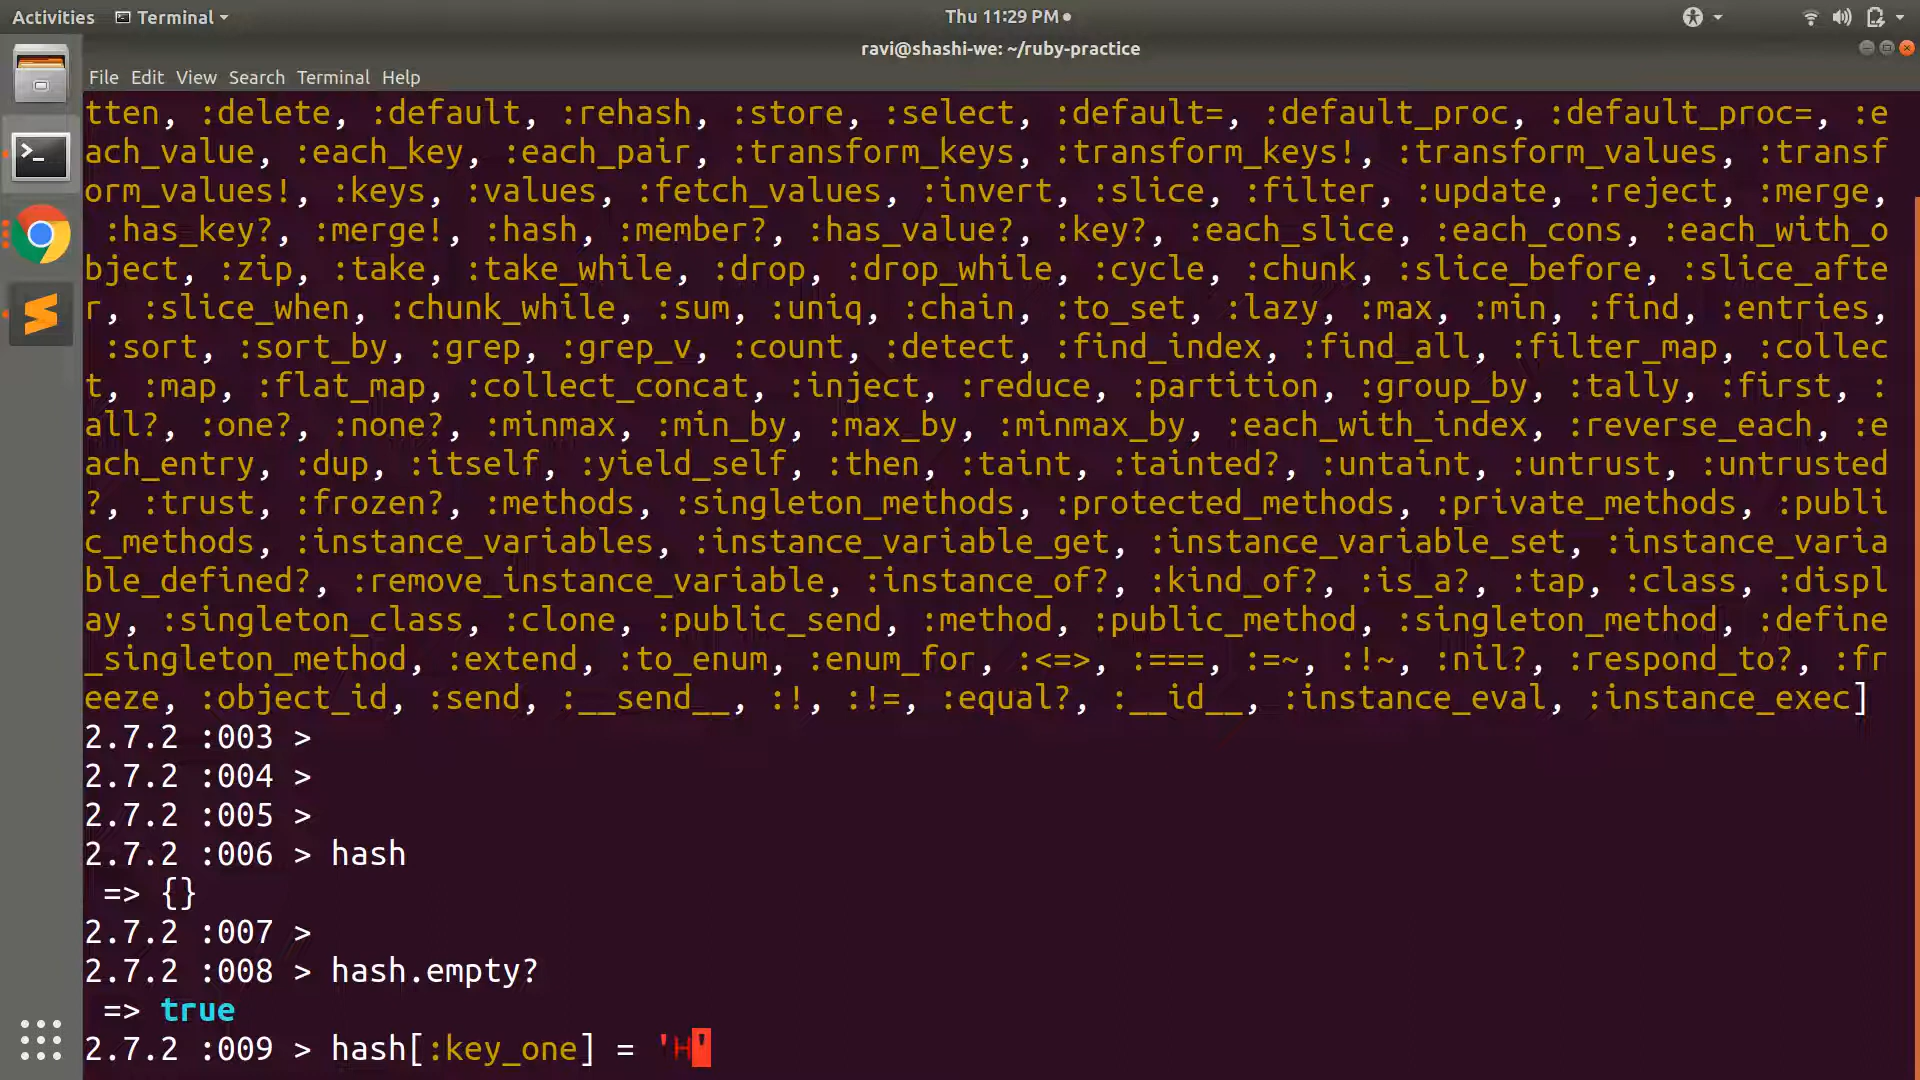 Activities Terminal Thu 11:29 PM
ravi@shashi-we: ~/ruby-practice
File Edit View Search Terminal Help
tten, :delete, :default, :rehash, :store, :select, :default=, :default_proc, :default_proc=, :e
ach_value, :each_key, :each_pair, :transform_keys, :transform_keys!, :transform_values, :transf
orm_values!, :keys, :values, :fetch_values, :invert, :slice, :filter, :update, :reject, :merge,
:has_key?, :merge!, :hash, :member?, :has_value?, :key?, :each_slice, :each_cons, :each_with_o
bject, :zip, :take, :take_while, :drop, :drop_while, :cycle, :chunk, :slice_before, :slice_afte
r, :slice_when, :chunk_while, :sum, :uniq, :chain, :to_set, :lazy, :max, :min, :find, :entries,
:sort, :sort_by, :grep, :grep_v, :count, :detect, :find_index, :find_all, :filter_map, :collec
t, :map, :flat_map, :collect_concat, :inject, :reduce, :partition, :group_by, :tally, :first, :
all?, :one?, :none?, :minmax, :min_by, :max_by, :minmax_by, :each_with_index, :reverse_each, :e
ach_entry, :dup, :itself, :yield_self, :then, :taint, :tainted?, :untaint, :untrust, :untrusted
?, :trust, :frozen?, :methods, :singleton_methods, :protected_methods, :private_methods, :publi
c_methods, :instance_variables, :instance_variable_get, :instance_variable_set, :instance_varia
ble_defined?, :remove_instance_variable, :instance_of?, :kind_of?, :is_a?, :tap, :class, :displ
ay, :singleton_class, :clone, :public_send, :method, :public_method, :singleton_method, :define
_singleton_method, :extend, :to_enum, :enum_for, :<=>, :===, :=~, :!~, :nil?, :respond_to?, :fr
eeze, :object_id, :send, :__send__, :!, :!=, :equal?, :__id__, :instance_eval, :instance_exec]
2.7.2 :003 >
2.7.2 :004 >
2.7.2 :005 >
2.7.2 :006 > hash
=> {}
2.7.2 :007 >
2.7.2 :008 > hash.empty?
=> true
2.7.2 :009 > hash[:key_one] = 'H'